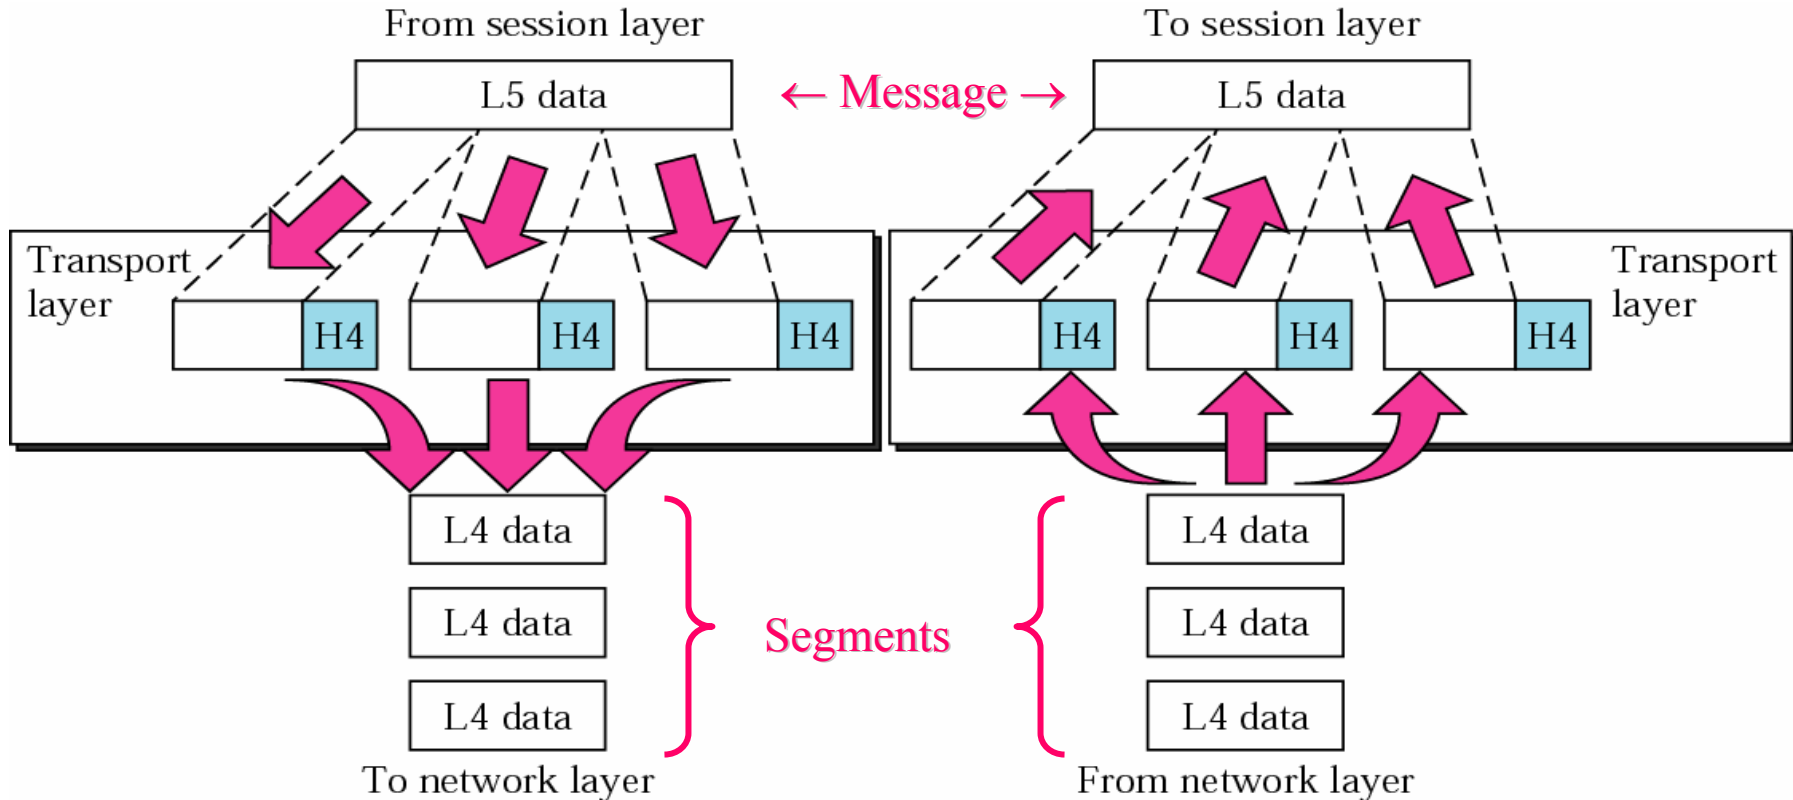 From session layer
To session layer
L5 data
← Message →
L5 data
Transport
layer
Transport
layer
H4
H4
H4
H4
H4
H4
L4 data
L4 data
L4 data
L4 data
Segments
L4 data
L4 data
To network layer
From network layer